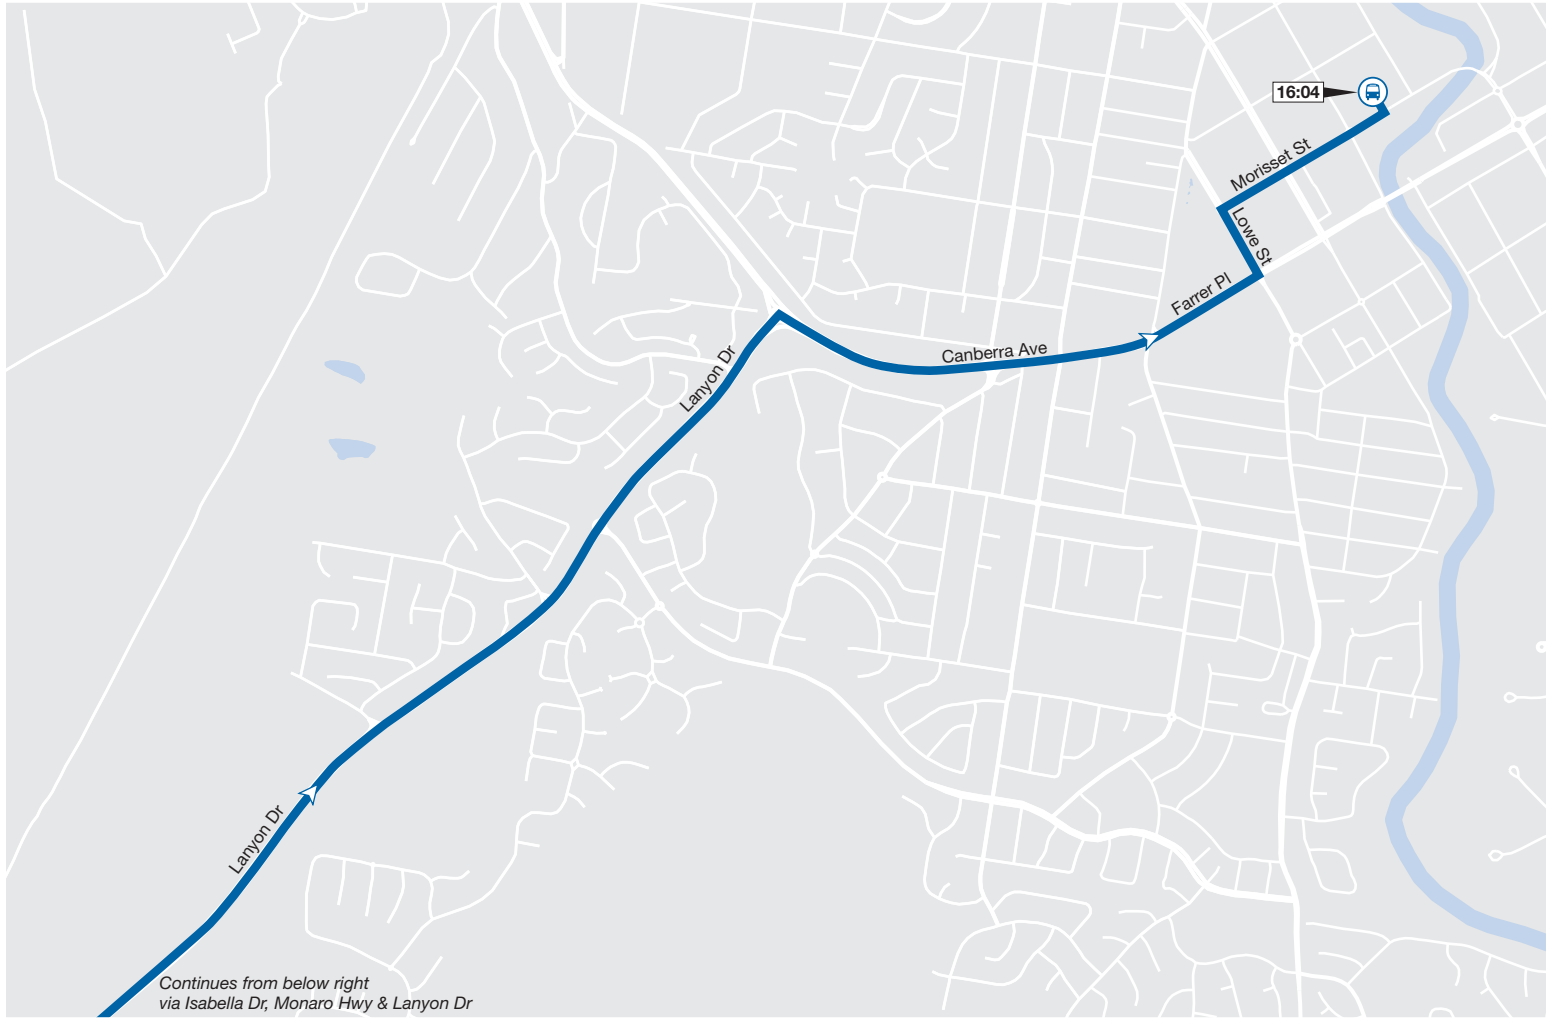 16:04
Morisset St
Lowe St
Farrer Pl
Canberra Ave
Lanyon Dr
Lanyon Dr
Continues from below right
via Isabella Dr, Monaro Hwy & Lanyon Dr